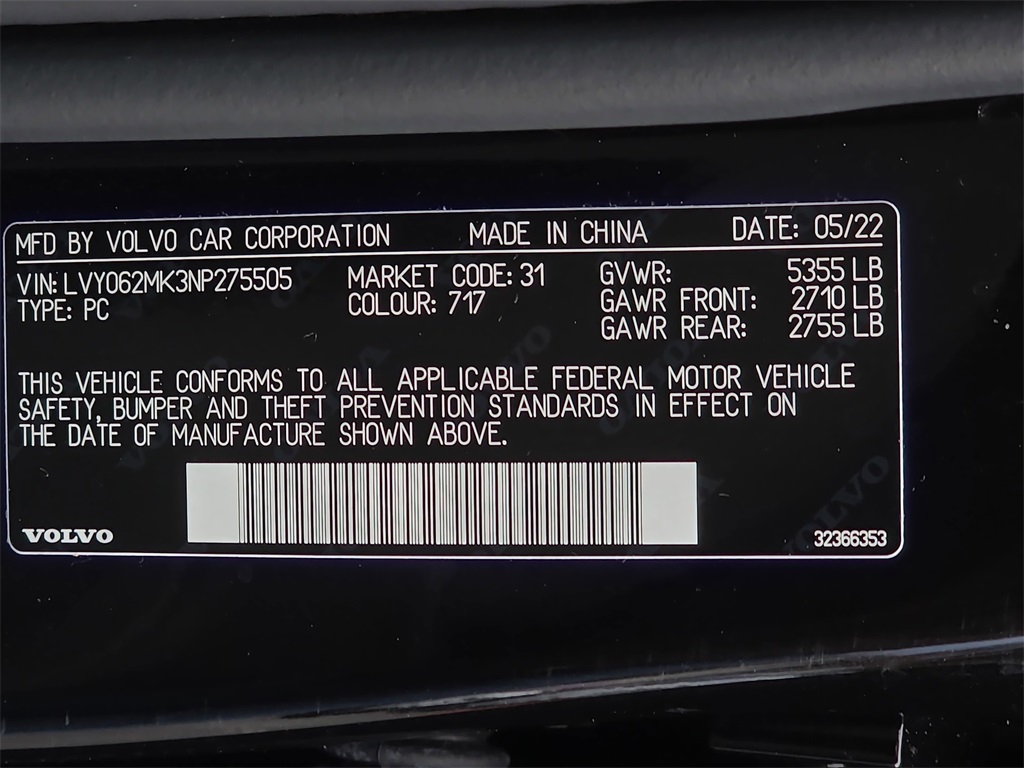 MFD BY VOLVO CAR CORPORATION MADE IN CHINA DATE: 05/22
VIN: LVY062MK3NP275505 MARKET CODE: 31 GVWR: 5355 LB
TYPE: PC COLOUR: 717 GAWR FRONT: 2710 LB
GAWR REAR: 2755 LB
THIS VEHICLE CONFORMS TO ALL APPLICABLE FEDERAL MOTOR VEHICLE
SAFETY, BUMPER AND THEFT PREVENTION STANDARDS IN EFFECT ON
THE DATE OF MANUFACTURE SHOWN ABOVE.
VOLVO 32366353